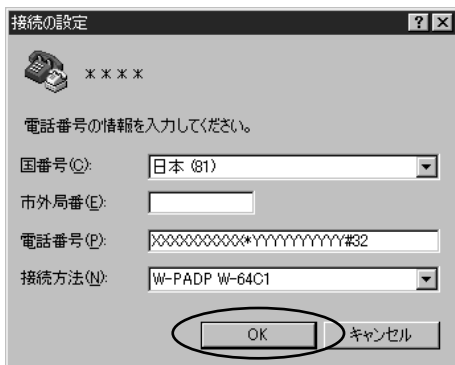 接続の設定
＊＊＊＊
電話番号の情報を入力してください。
国番号(C): 日本 (81)
市外局番(E):
電話番号(P): XXXXXXXXXX*YYYYYYYYYY#32
接続方法(N): W-PADP W-64C1
OK キャンセル